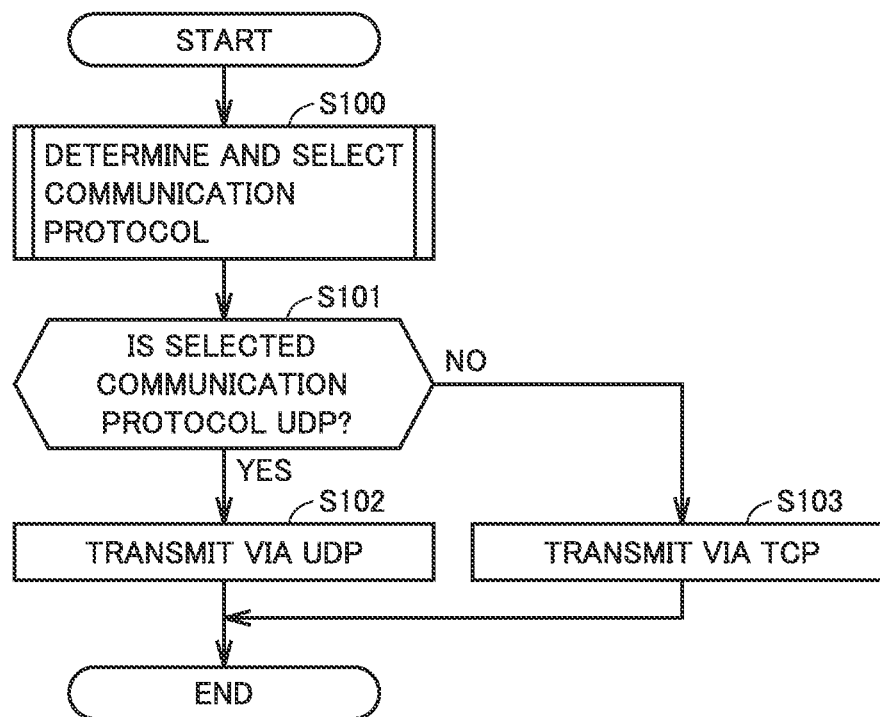 START
S100
DETERMINE AND SELECT
COMMUNICATION
PROTOCOL
S101
IS SELECTED
COMMUNICATION
PROTOCOL UDP?
NO
YES
S102
TRANSMIT VIA UDP
S103
TRANSMIT VIA TCP
END